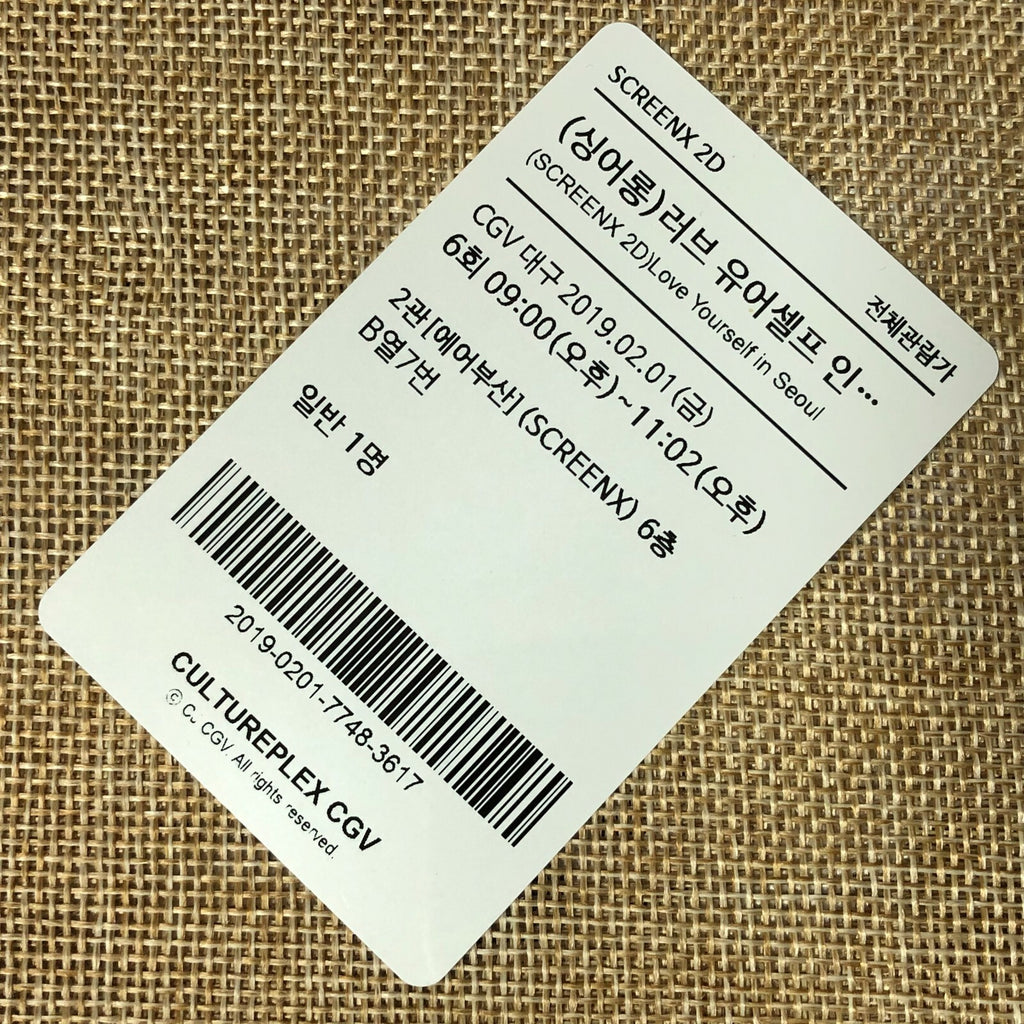 SCREENX 2D
전체관람가
(싱어롱)러브 유어셀프 인...
(SCREENX 2D)Love Yourself in Seoul
CGV 대구 2019.02.01(금)
6회 09:00(오후)~11:02(오후)
2관[에어부산](SCREENX) 6층
B열7번
일반 1명
2019-0201-7748-3617
CULTUREPLEX CGV
ⓒ CJ CGV. All rights reserved.